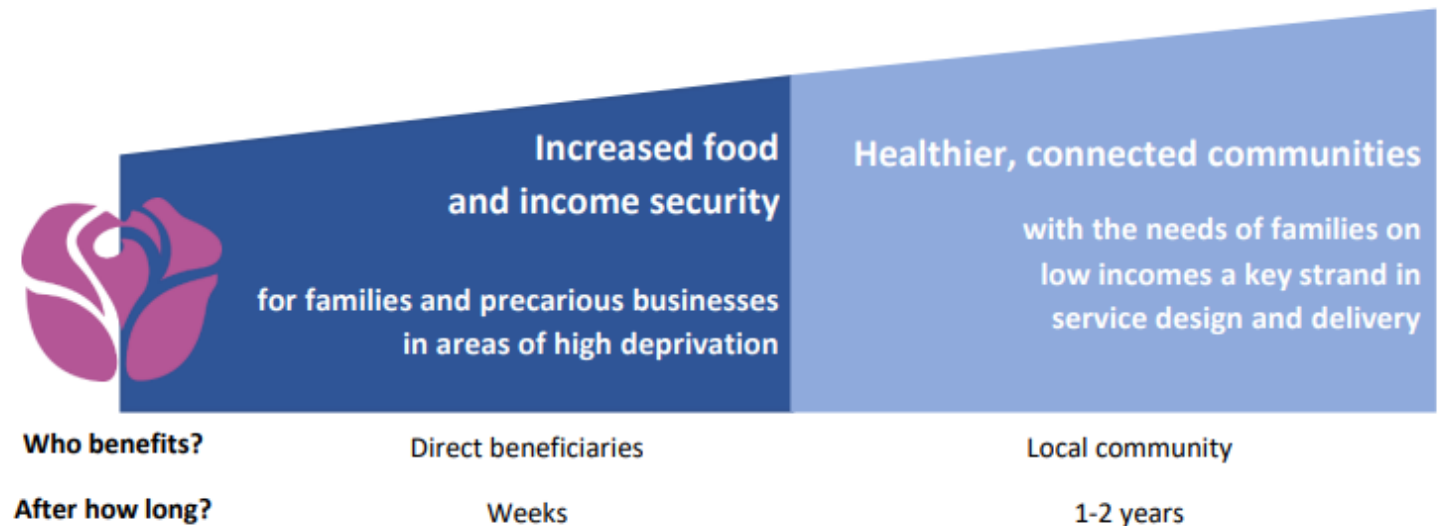 Increased food
and income security
for families and precarious businesses
in areas of high deprivation
Healthier, connected communities
with the needs of families on
low incomes a key strand in
service design and delivery
Who benefits?
Direct beneficiaries
Local community
After how long?
Weeks
1-2 years